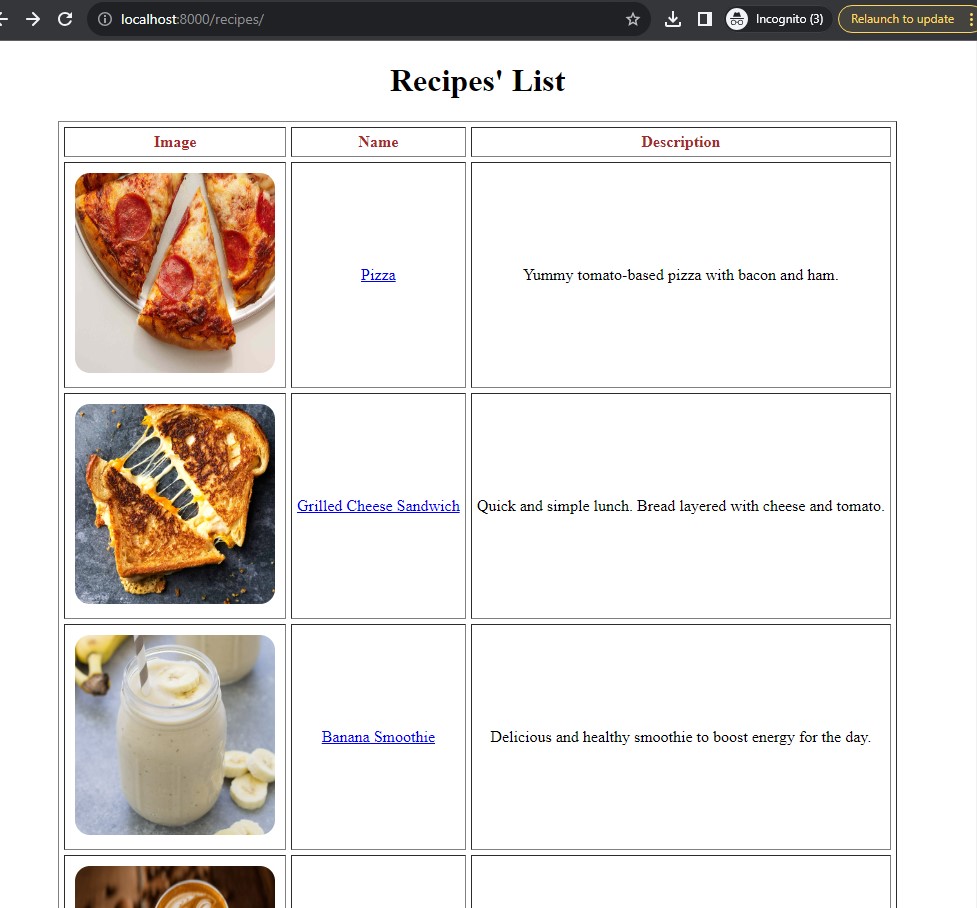 localhost:8000/recipes/
Incognito (3)
Relaunch to update
Recipes' List
Image Name Description
Pizza Yummy tomato-based pizza with bacon and ham.
Grilled Cheese Sandwich Quick and simple lunch. Bread layered with cheese and tomato.
Banana Smoothie Delicious and healthy smoothie to boost energy for the day.